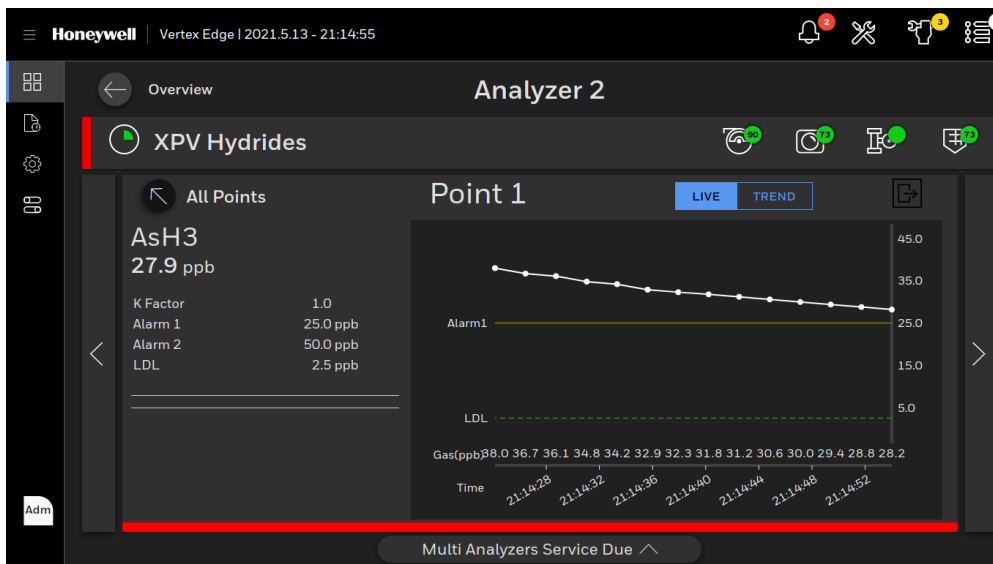 Honeywell | Vertex Edge | 2021.5.13 - 21:14:55
2
3
Overview
Analyzer 2
XPV Hydrides
90
73
73
All Points
Point 1
LIVE
TREND
AsH3
27.9 ppb
K Factor 1.0
Alarm 1 25.0 ppb
Alarm 2 50.0 ppb
LDL 2.5 ppb
45.0
35.0
Alarm1
25.0
15.0
5.0
LDL
Gas(ppb) 38.0 36.7 36.1 34.8 34.2 32.9 32.3 31.8 31.2 30.6 30.0 29.4 28.8 28.2
Time 21:14:28 21:14:32 21:14:36 21:14:40 21:14:44 21:14:48 21:14:52
Adm
Multi Analyzers Service Due